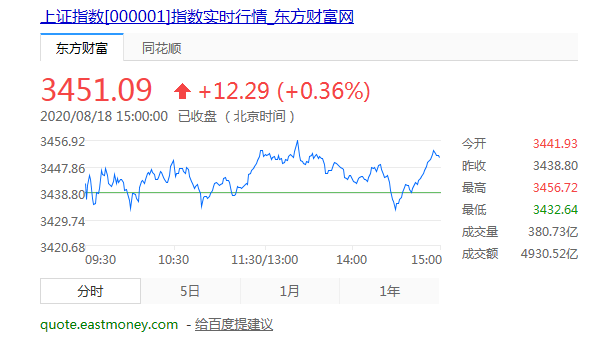 上证指数[000001]指数实时行情_东方财富网
东方财富 同花顺
3451.09 +12.29 (+0.36%)
2020/08/18 15:00:00 已收盘 (北京时间)
3456.92
3447.86
3438.80
3429.74
3420.68
09:30 10:30 11:30/13:00 14:00 15:00
今开 3441.93
昨收 3438.80
最高 3456.72
最低 3432.64
成交量 380.73亿
成交额 4930.52亿
分时 5日 1月 1年
quote.eastmoney.com - 给百度提建议